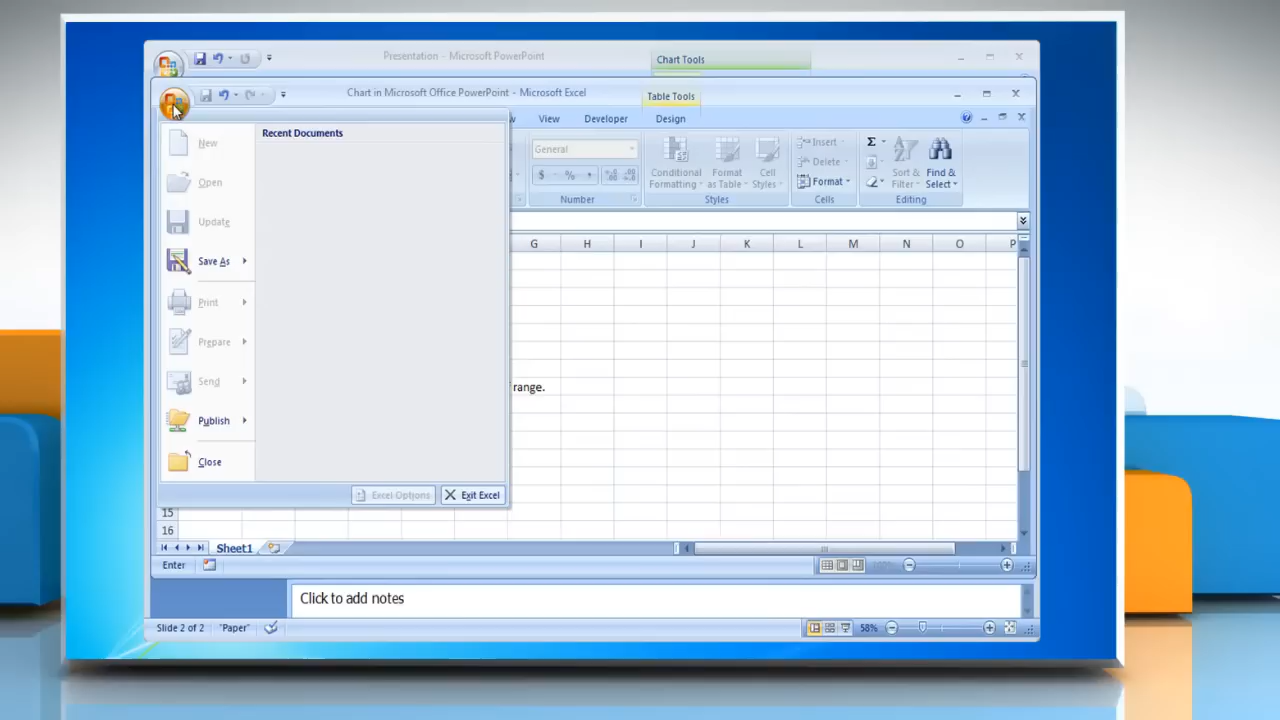 Presentation - Microsoft PowerPoint
Chart Tools
Chart in Microsoft Office PowerPoint - Microsoft Excel
Table Tools
View
Developer
Design
New
Recent Documents
Open
Update
Save As
Print
Prepare
Send
Publish
Close
Excel Options
Exit Excel
General
$
%
Number
Conditional
Formatting
Format
as Table
Cell
Styles
Styles
Insert
Delete
Format
Cells
Σ
Sort &
Filter
Find &
Select
Editing
G H I J K L M N O P
range.
15
16
Sheet1
Enter
Click to add notes
Slide 2 of 2
"Paper"
58%